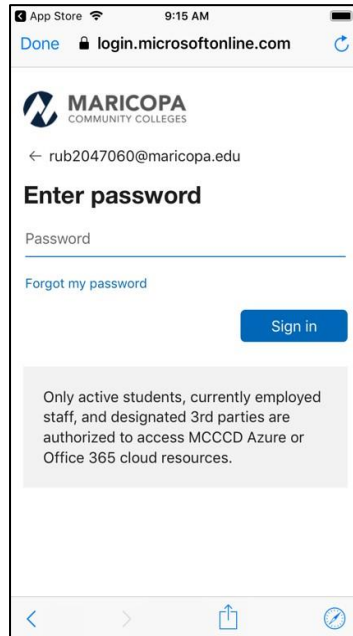 App Store 9:15 AM
Done login.microsoftonline.com
MARICOPA
COMMUNITY COLLEGES
← rub2047060@maricopa.edu
Enter password
Password
Forgot my password
Sign in
Only active students, currently employed
staff, and designated 3rd parties are
authorized to access MCCCD Azure or
Office 365 cloud resources.